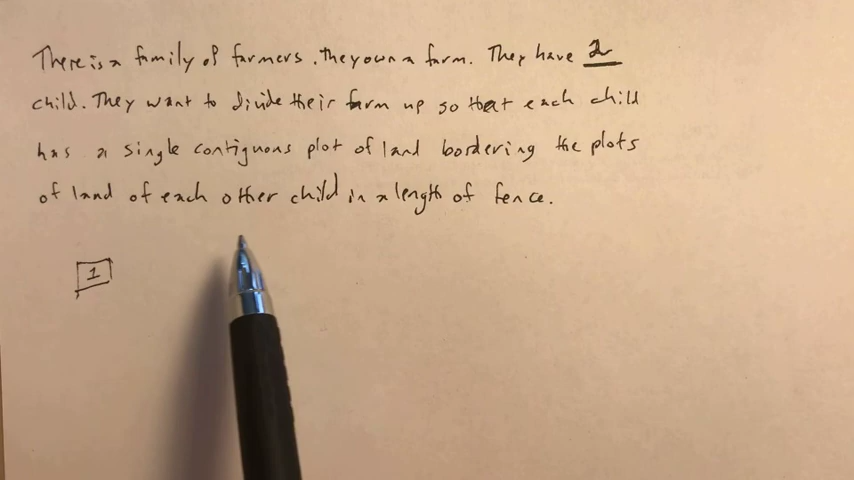 There is a family of farmers. they own a farm. They have 2
child. They want to divide their farm up so that each child
has a single contiguous plot of land bordering the plots
of land of each other child in a length of fence.
1